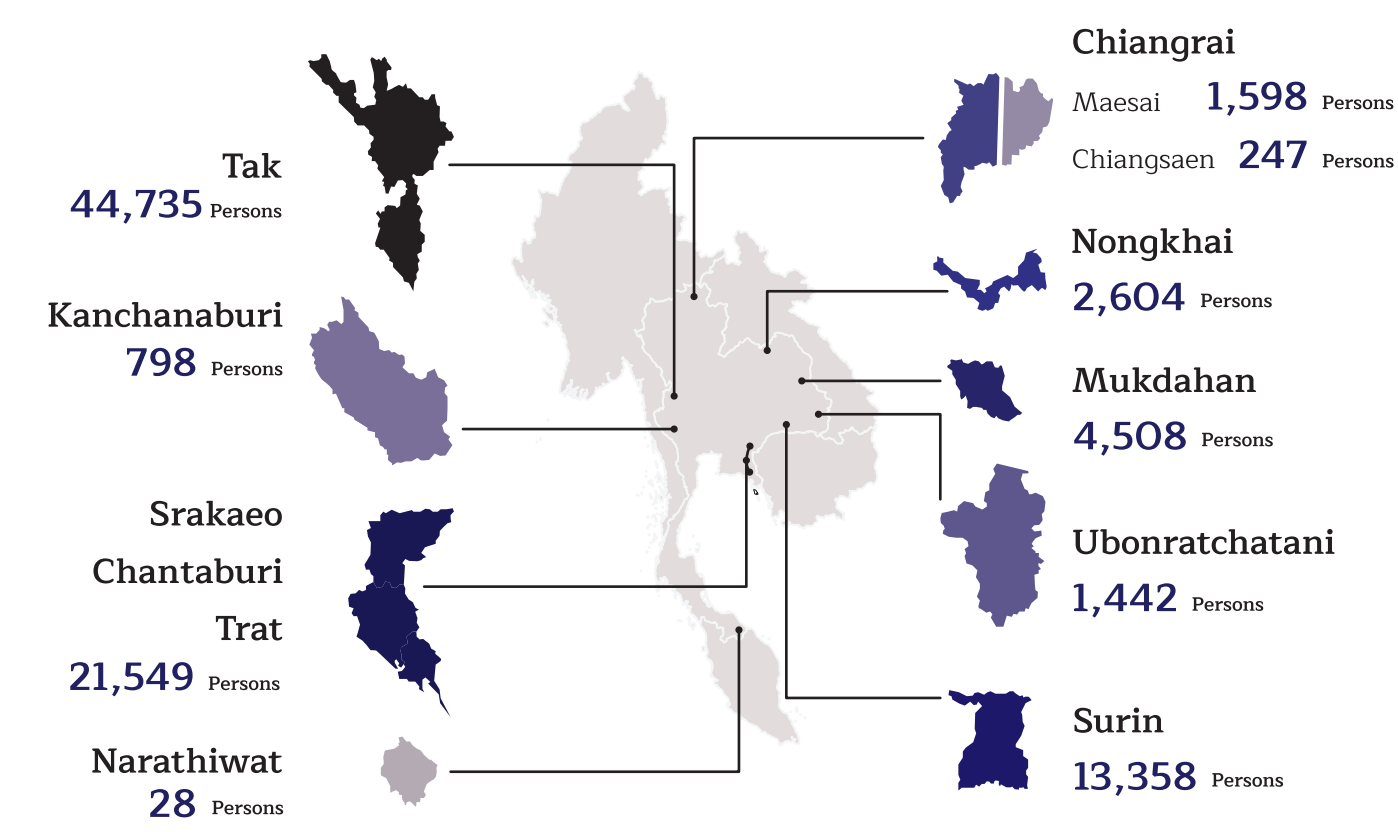 Tak
44,735 Persons
Kanchanaburi
798 Persons
Srakaeo
Chantaburi
Trat
21,549 Persons
Narathiwat
28 Persons
Chiangrai
Maesai 1,598 Persons
Chiangsaen 247 Persons
Nongkhai
2,604 Persons
Mukdahan
4,508 Persons
Ubonratchatani
1,442 Persons
Surin
13,358 Persons